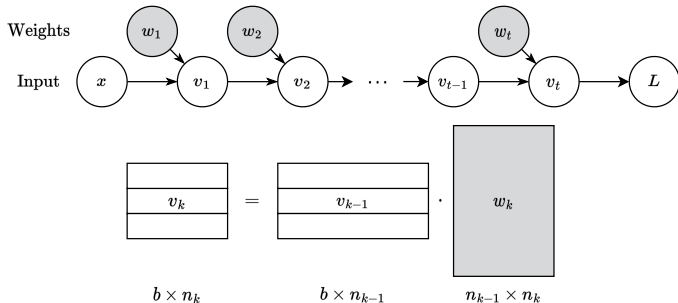 Weights w₁ w₂ wₜ
Input x v₁ v₂ ⋯ vₜ₋₁ vₜ L
vₖ = vₖ₋₁ · wₖ
b × nₖ b × nₖ₋₁ nₖ₋₁ × nₖ